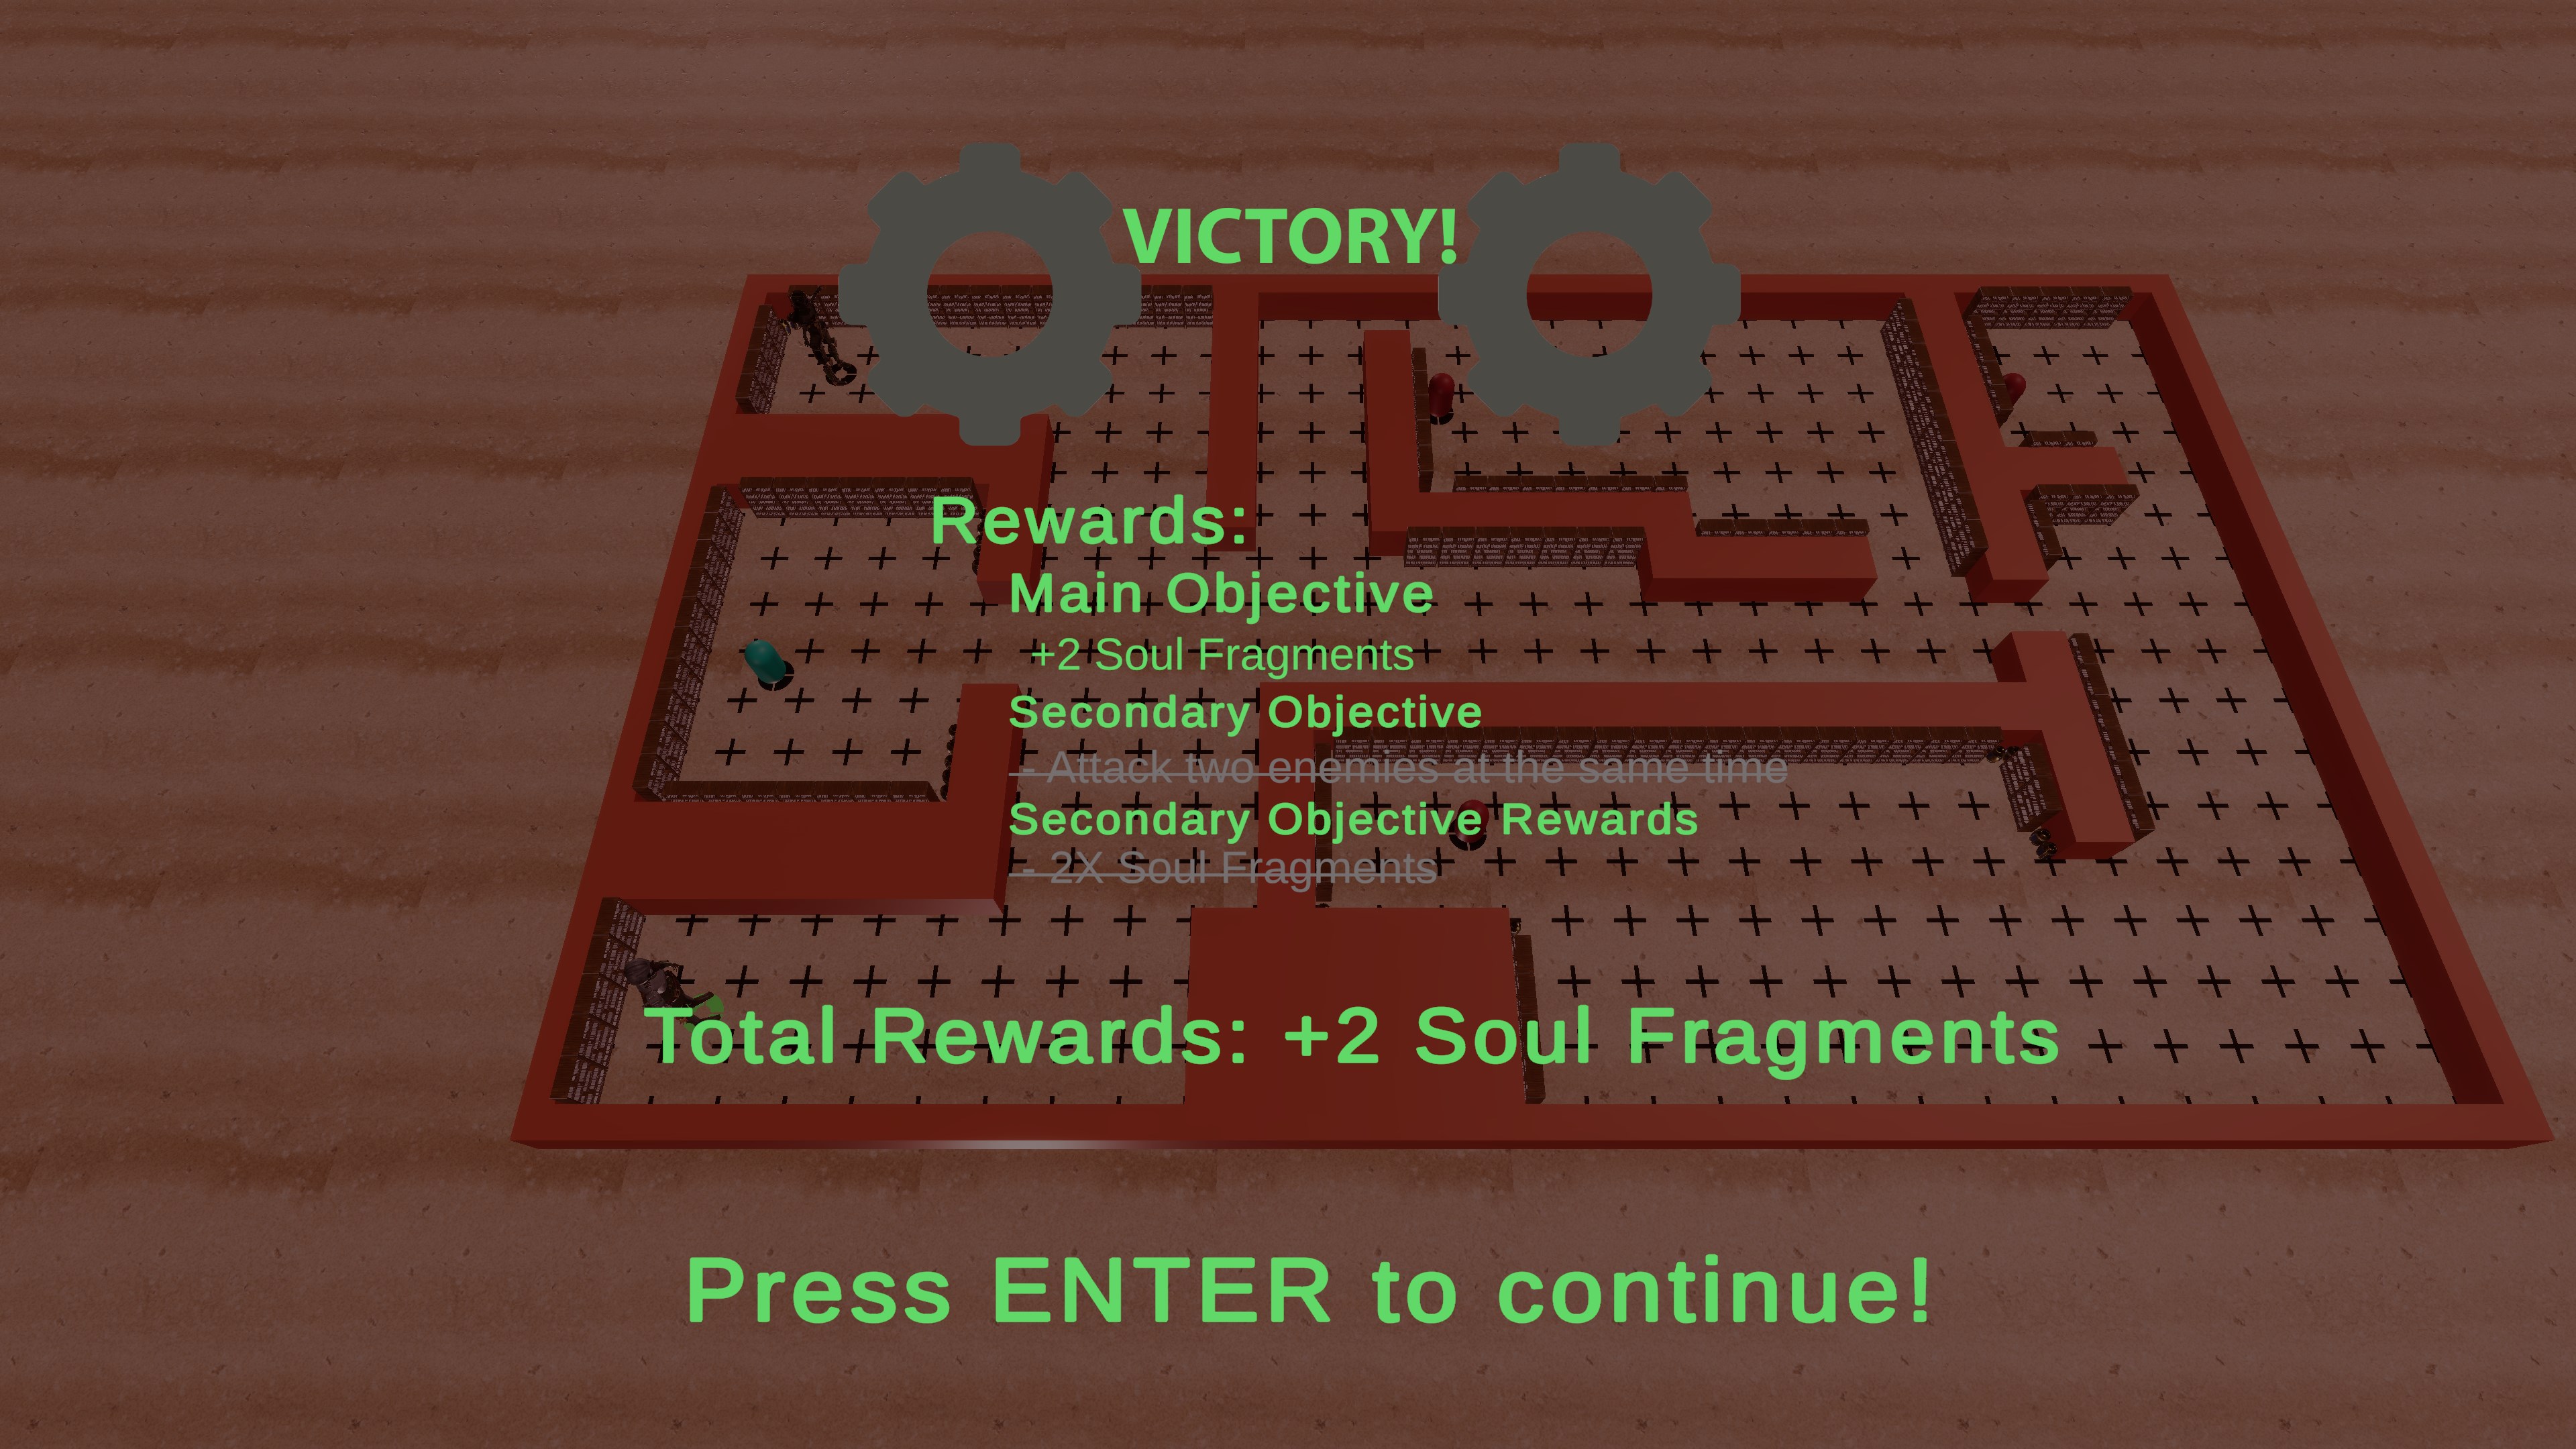 VICTORY!
Rewards:
Main Objective
+2 Soul Fragments
Secondary Objective
- Attack two enemies at the same time
Secondary Objective Rewards
- 2X Soul Fragments
Total Rewards: +2 Soul Fragments
Press ENTER to continue!